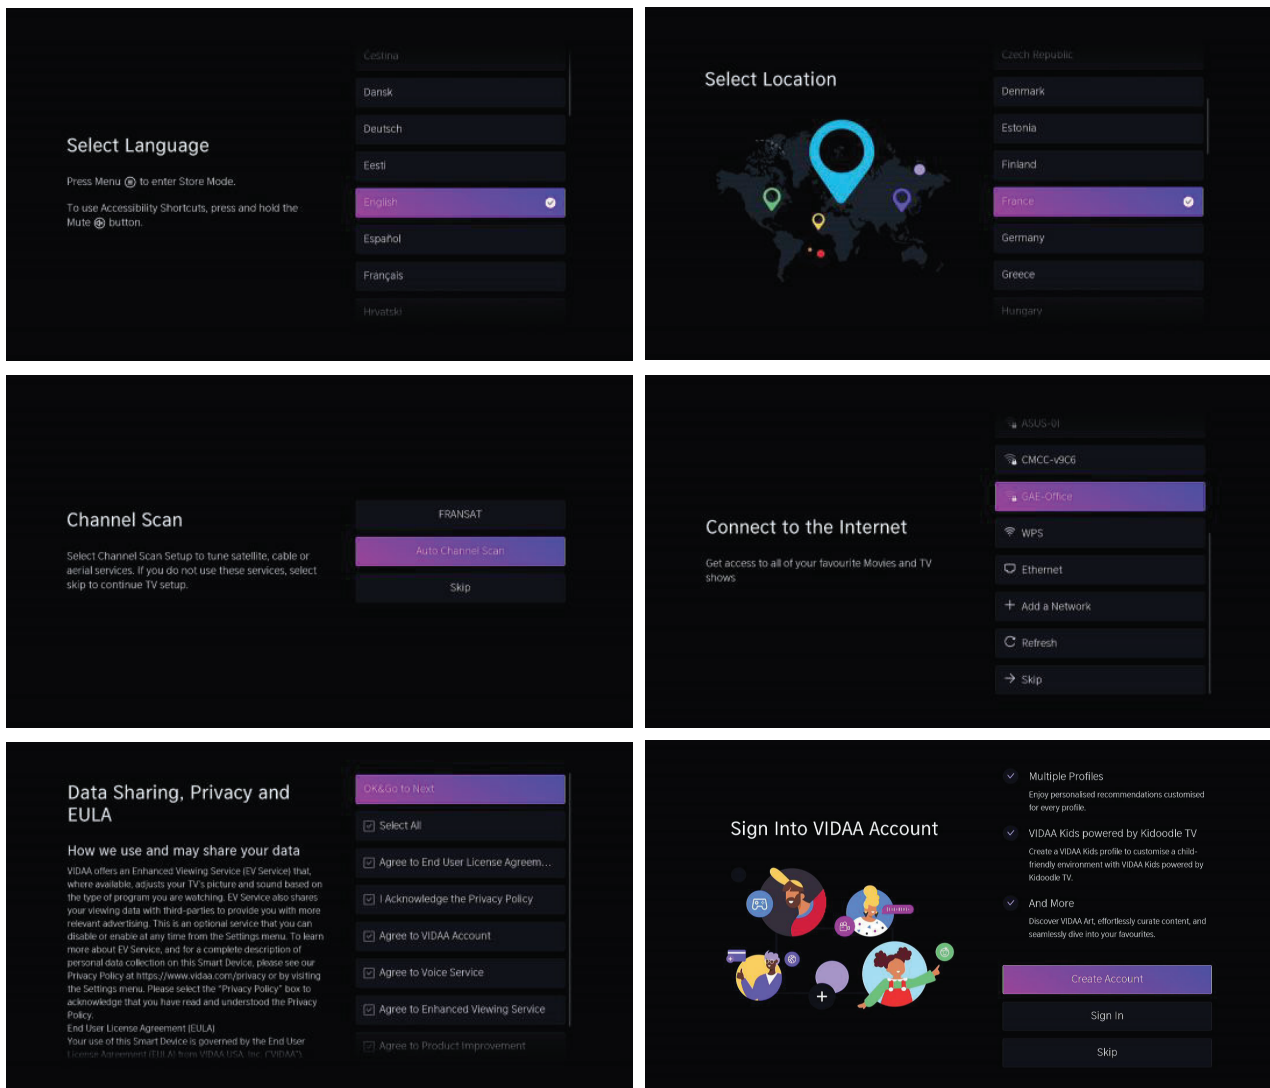 Select Language
Press Menu to enter Store Mode.
To use Accessibility Shortcuts, press and hold the
Mute button.
Čeština
Dansk
Deutsch
Eesti
English
Español
Français
Hrvatski
Select Location
Czech Republic
Denmark
Estonia
Finland
France
Germany
Greece
Hungary
Channel Scan
Select Channel Scan Setup to tune satellite, cable or
aerial services. If you do not use these services, select
skip to continue TV setup.
FRANSAT
Auto Channel Scan
Skip
Connect to the Internet
Get access to all of your favourite Movies and TV
shows
ASUS-01
CMCC-v9C6
GAE-Office
WPS
Ethernet
Add a Network
Refresh
Skip
Data Sharing, Privacy and
EULA
How we use and may share your data
VIDAA offers an Enhanced Viewing Service (EV Service) that,
where available, adjusts your TV's picture and sound based on
the type of program you are watching. EV Service also shares
your viewing data with third-parties to provide you with more
relevant advertising. This is an optional service that you can
disable or enable at any time from the Settings menu. To learn
more about EV Service, and for a complete description of
personal data collection on this Smart Device, please see our
Privacy Policy at https://www.vidaa.com/privacy or by visiting
the Settings menu. Please select the "Privacy Policy" box to
acknowledge that you have read and understood the Privacy
Policy.
End User License Agreement (EULA)
Your use of this Smart Device is governed by the End User
License Agreement (EULA) from VIDAA USA, Inc. ("VIDAA").
OK&Go to Next
Select All
Agree to End User License Agreem...
I Acknowledge the Privacy Policy
Agree to VIDAA Account
Agree to Voice Service
Agree to Enhanced Viewing Service
Agree to Product Improvement
Sign Into VIDAA Account
Multiple Profiles
Enjoy personalised recommendations customised
for every profile.
VIDAA Kids powered by Kidoodle TV
Create a VIDAA Kids profile to customise a child-
friendly environment with VIDAA Kids powered by
Kidoodle TV.
And More
Discover VIDAA Art, effortlessly curate content, and
seamlessly dive into your favourites.
Create Account
Sign In
Skip